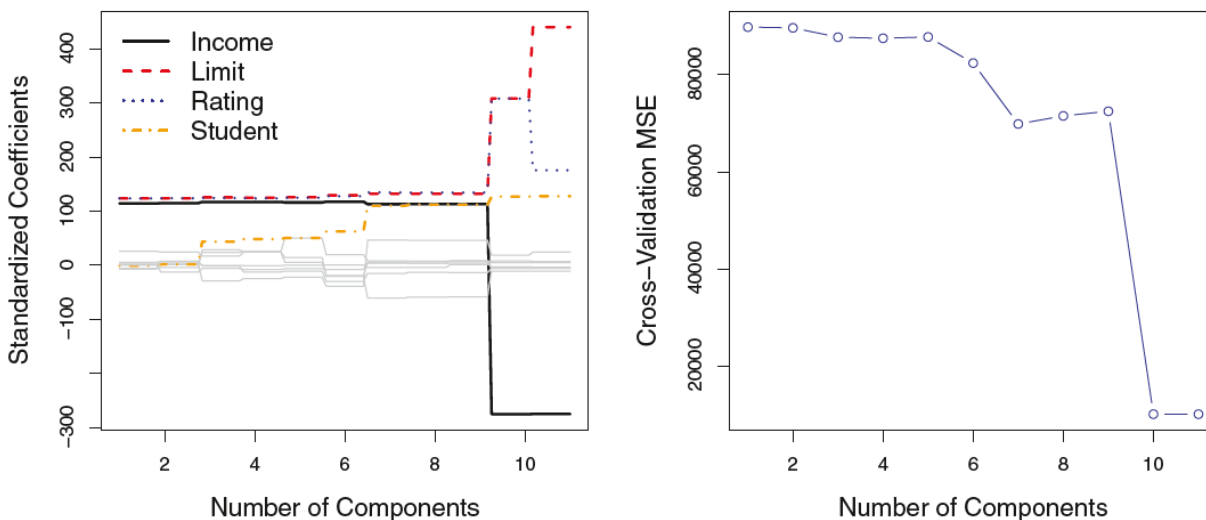 Standardized Coefficients
400
300
200
100
0
-100
-300
Income
Limit
Rating
Student
2
4
6
8
10
Number of Components
Cross-Validation MSE
80000
60000
40000
20000
2
4
6
8
10
Number of Components